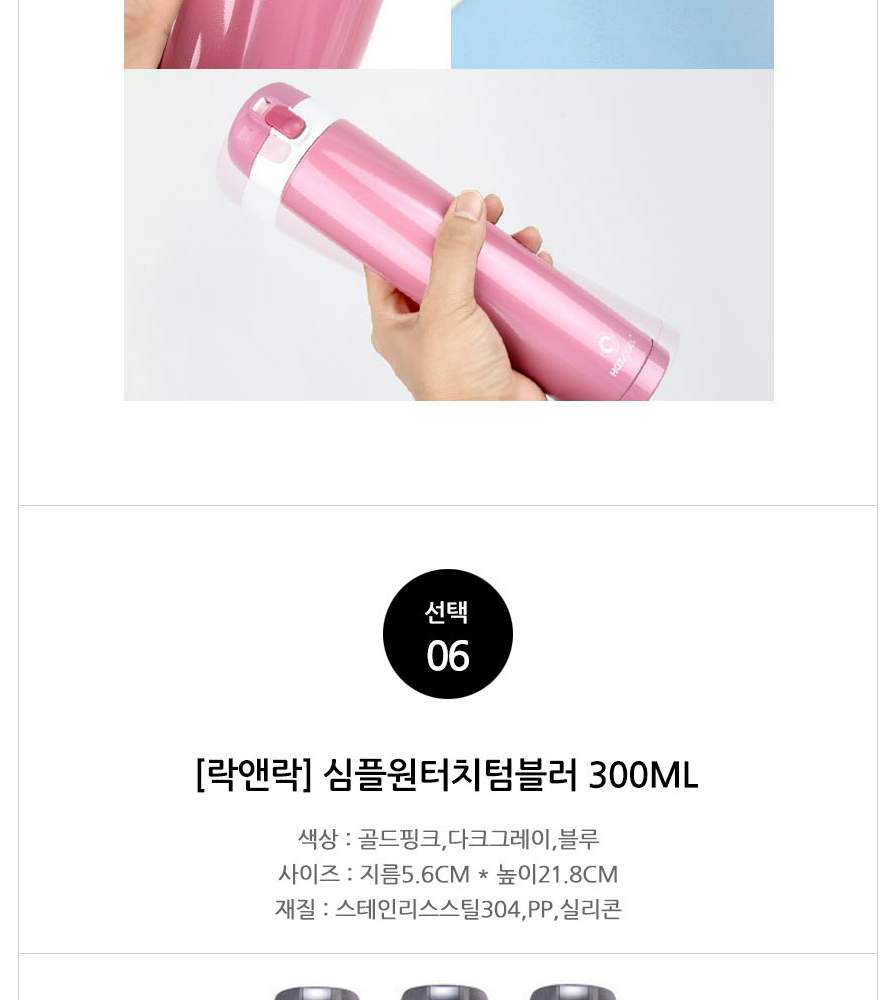 HOT&COOL
선택
06
[락앤락] 심플원터치텀블러 300ML
색상 : 골드핑크,다크그레이,블루
사이즈 : 지름5.6CM * 높이21.8CM
재질 : 스테인리스스틸304,PP,실리콘